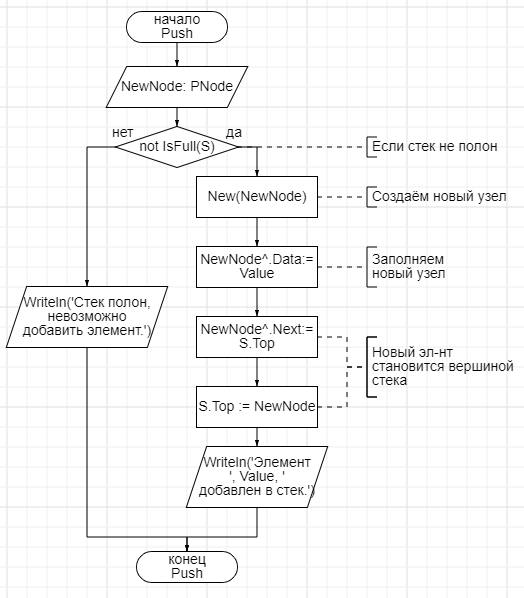 начало
Push
NewNode: PNode
нет
да
not IsFull(S)
Если стек не полон
New(NewNode)
Создаём новый узел
NewNode^.Data:=
Value
Заполняем
новый узел
Writeln('Стек полон,
невозможно
добавить элемент.')
NewNode^.Next:=
S.Top
Новый эл-нт
становится вершиной
стека
S.Top := NewNode
Writeln('Элемент
', Value, '
добавлен в стек.')
конец
Push